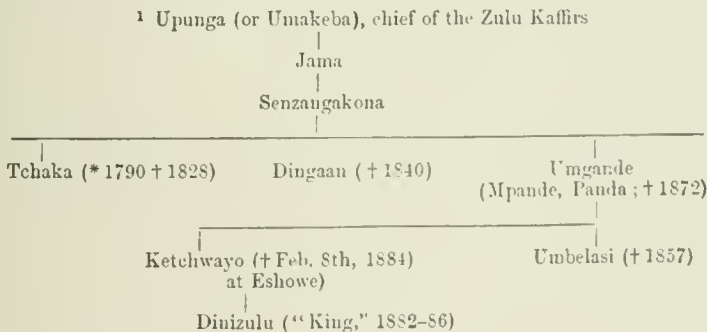 ¹ Upunga (or Umakeba), chief of the Zulu Kaffirs
Jama
Senzangakona
Tchaka (* 1790 † 1828) Dingaan († 1840) Umgande
(Mpande, Panda; † 1872)
Ketchwayo († Feb. 8th, 1884) Umbelasi († 1857)
at Eshowe)
Dinizulu ("King," 1882–86)